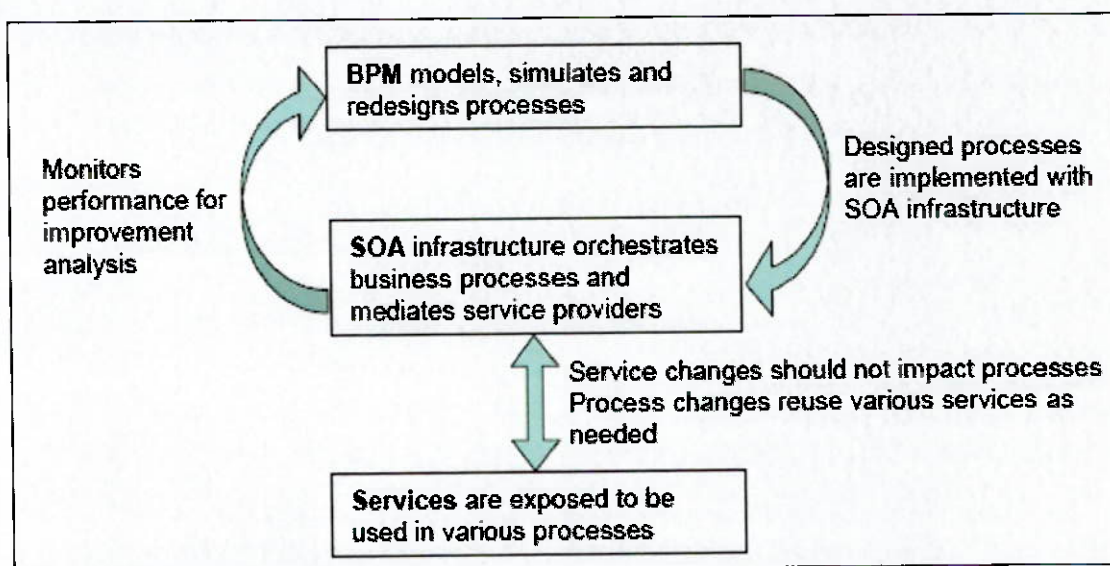 BPM models, simulates and
redesigns processes
Monitors
performance for
improvement
analysis
Designed processes
are implemented with
SOA infrastructure
SOA infrastructure orchestrates
business processes and
mediates service providers
Service changes should not impact processes
Process changes reuse various services as
needed
Services are exposed to be
used in various processes